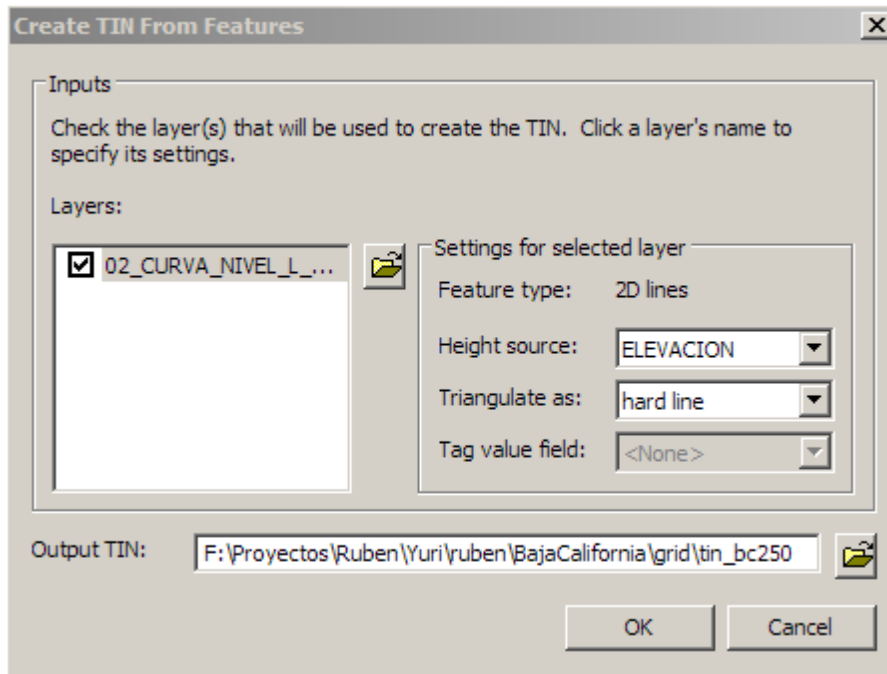 Create TIN From Features
Inputs
Check the layer(s) that will be used to create the TIN. Click a layer's name to
specify its settings.
Layers:
02_CURVA_NIVEL_L_...
Settings for selected layer
Feature type: 2D lines
Height source: ELEVACION
Triangulate as: hard line
Tag value field: <None>
Output TIN: F:\Proyectos\Ruben\Yuri\ruben\BajaCalifornia\grid\tin_bc250
OK Cancel